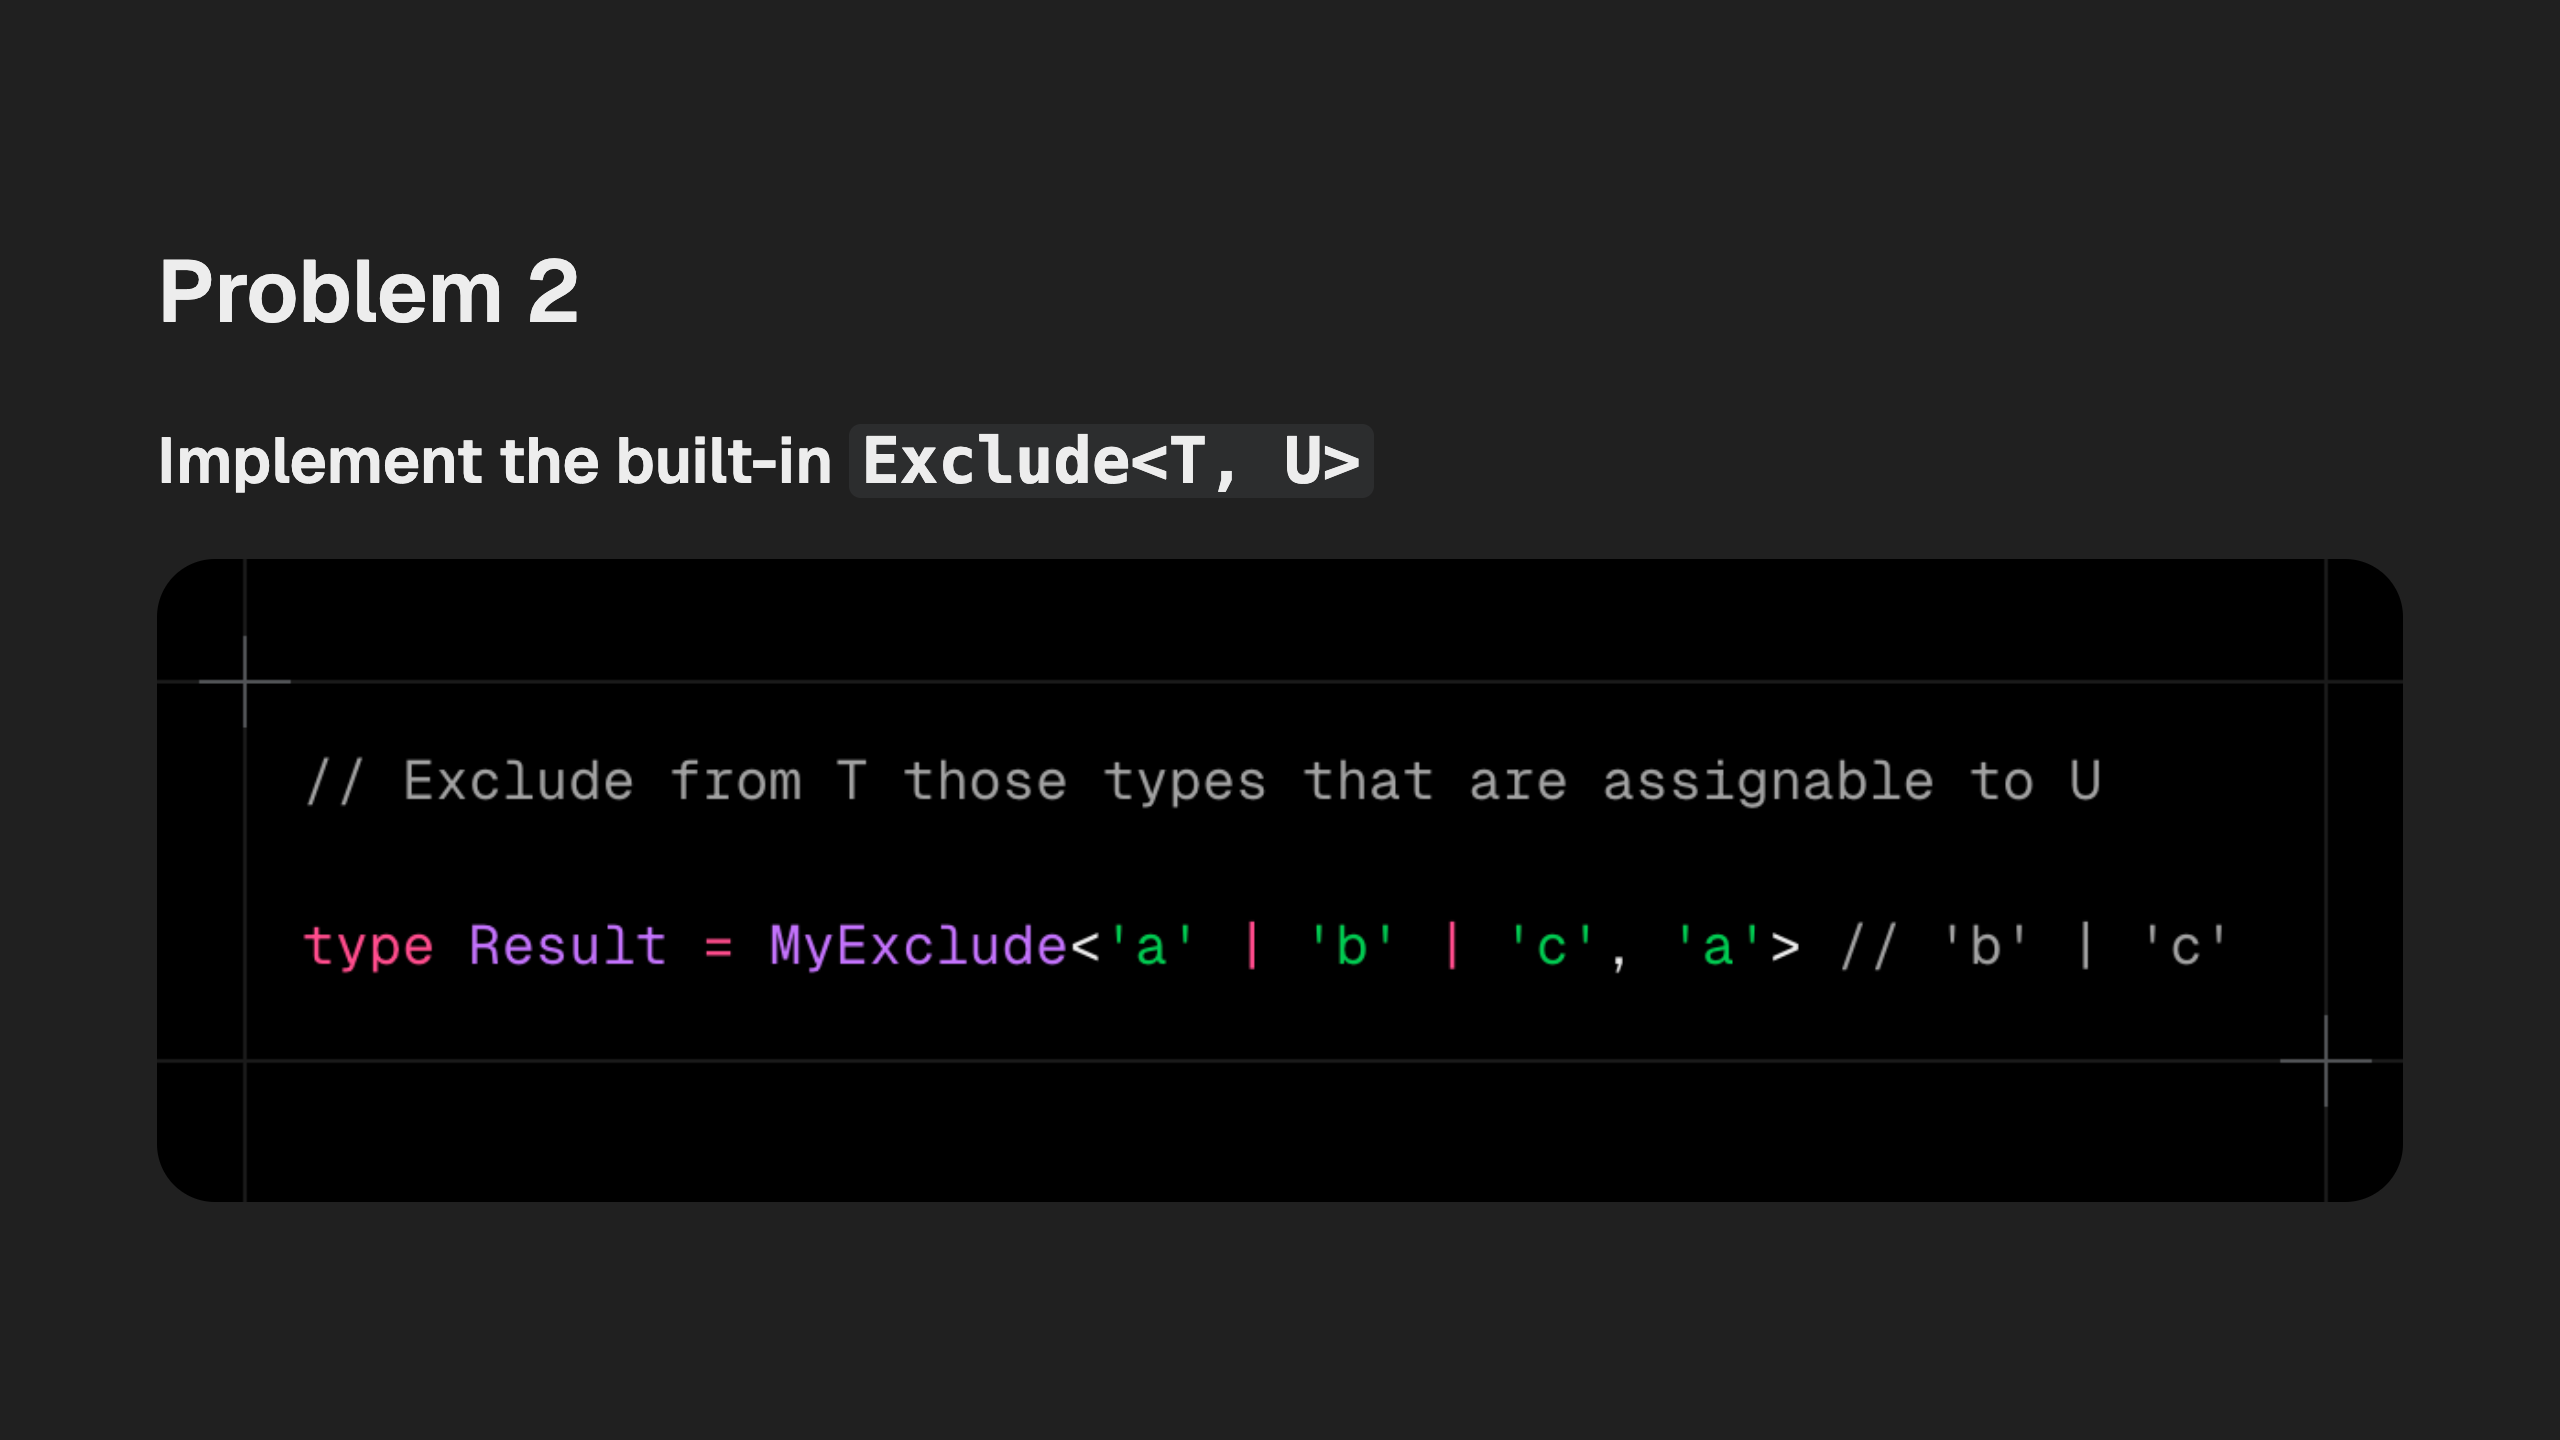 Problem 2
Implement the built-in Exclude<T, U>
// Exclude from T those types that are assignable to U
type Result = MyExclude<'a' | 'b' | 'c', 'a'> // 'b' | 'c'